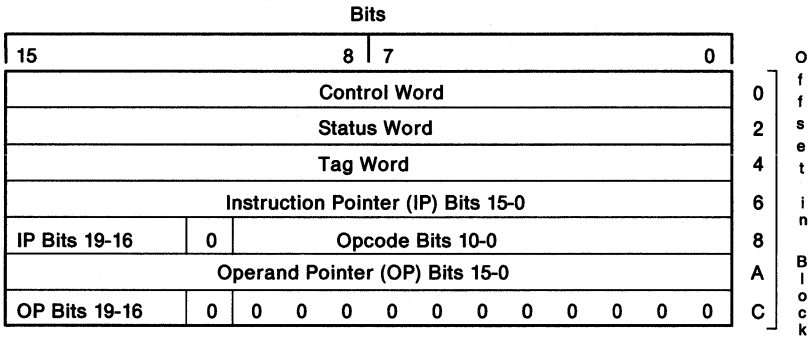 Bits
15 8 7 0
Control Word 0
Status Word 2
Tag Word 4
Instruction Pointer (IP) Bits 15-0 6
IP Bits 19-16 0 Opcode Bits 10-0 8
Operand Pointer (OP) Bits 15-0 A
OP Bits 19-16 0 0 0 0 0 0 0 0 0 0 0 0 C
Offset in Block